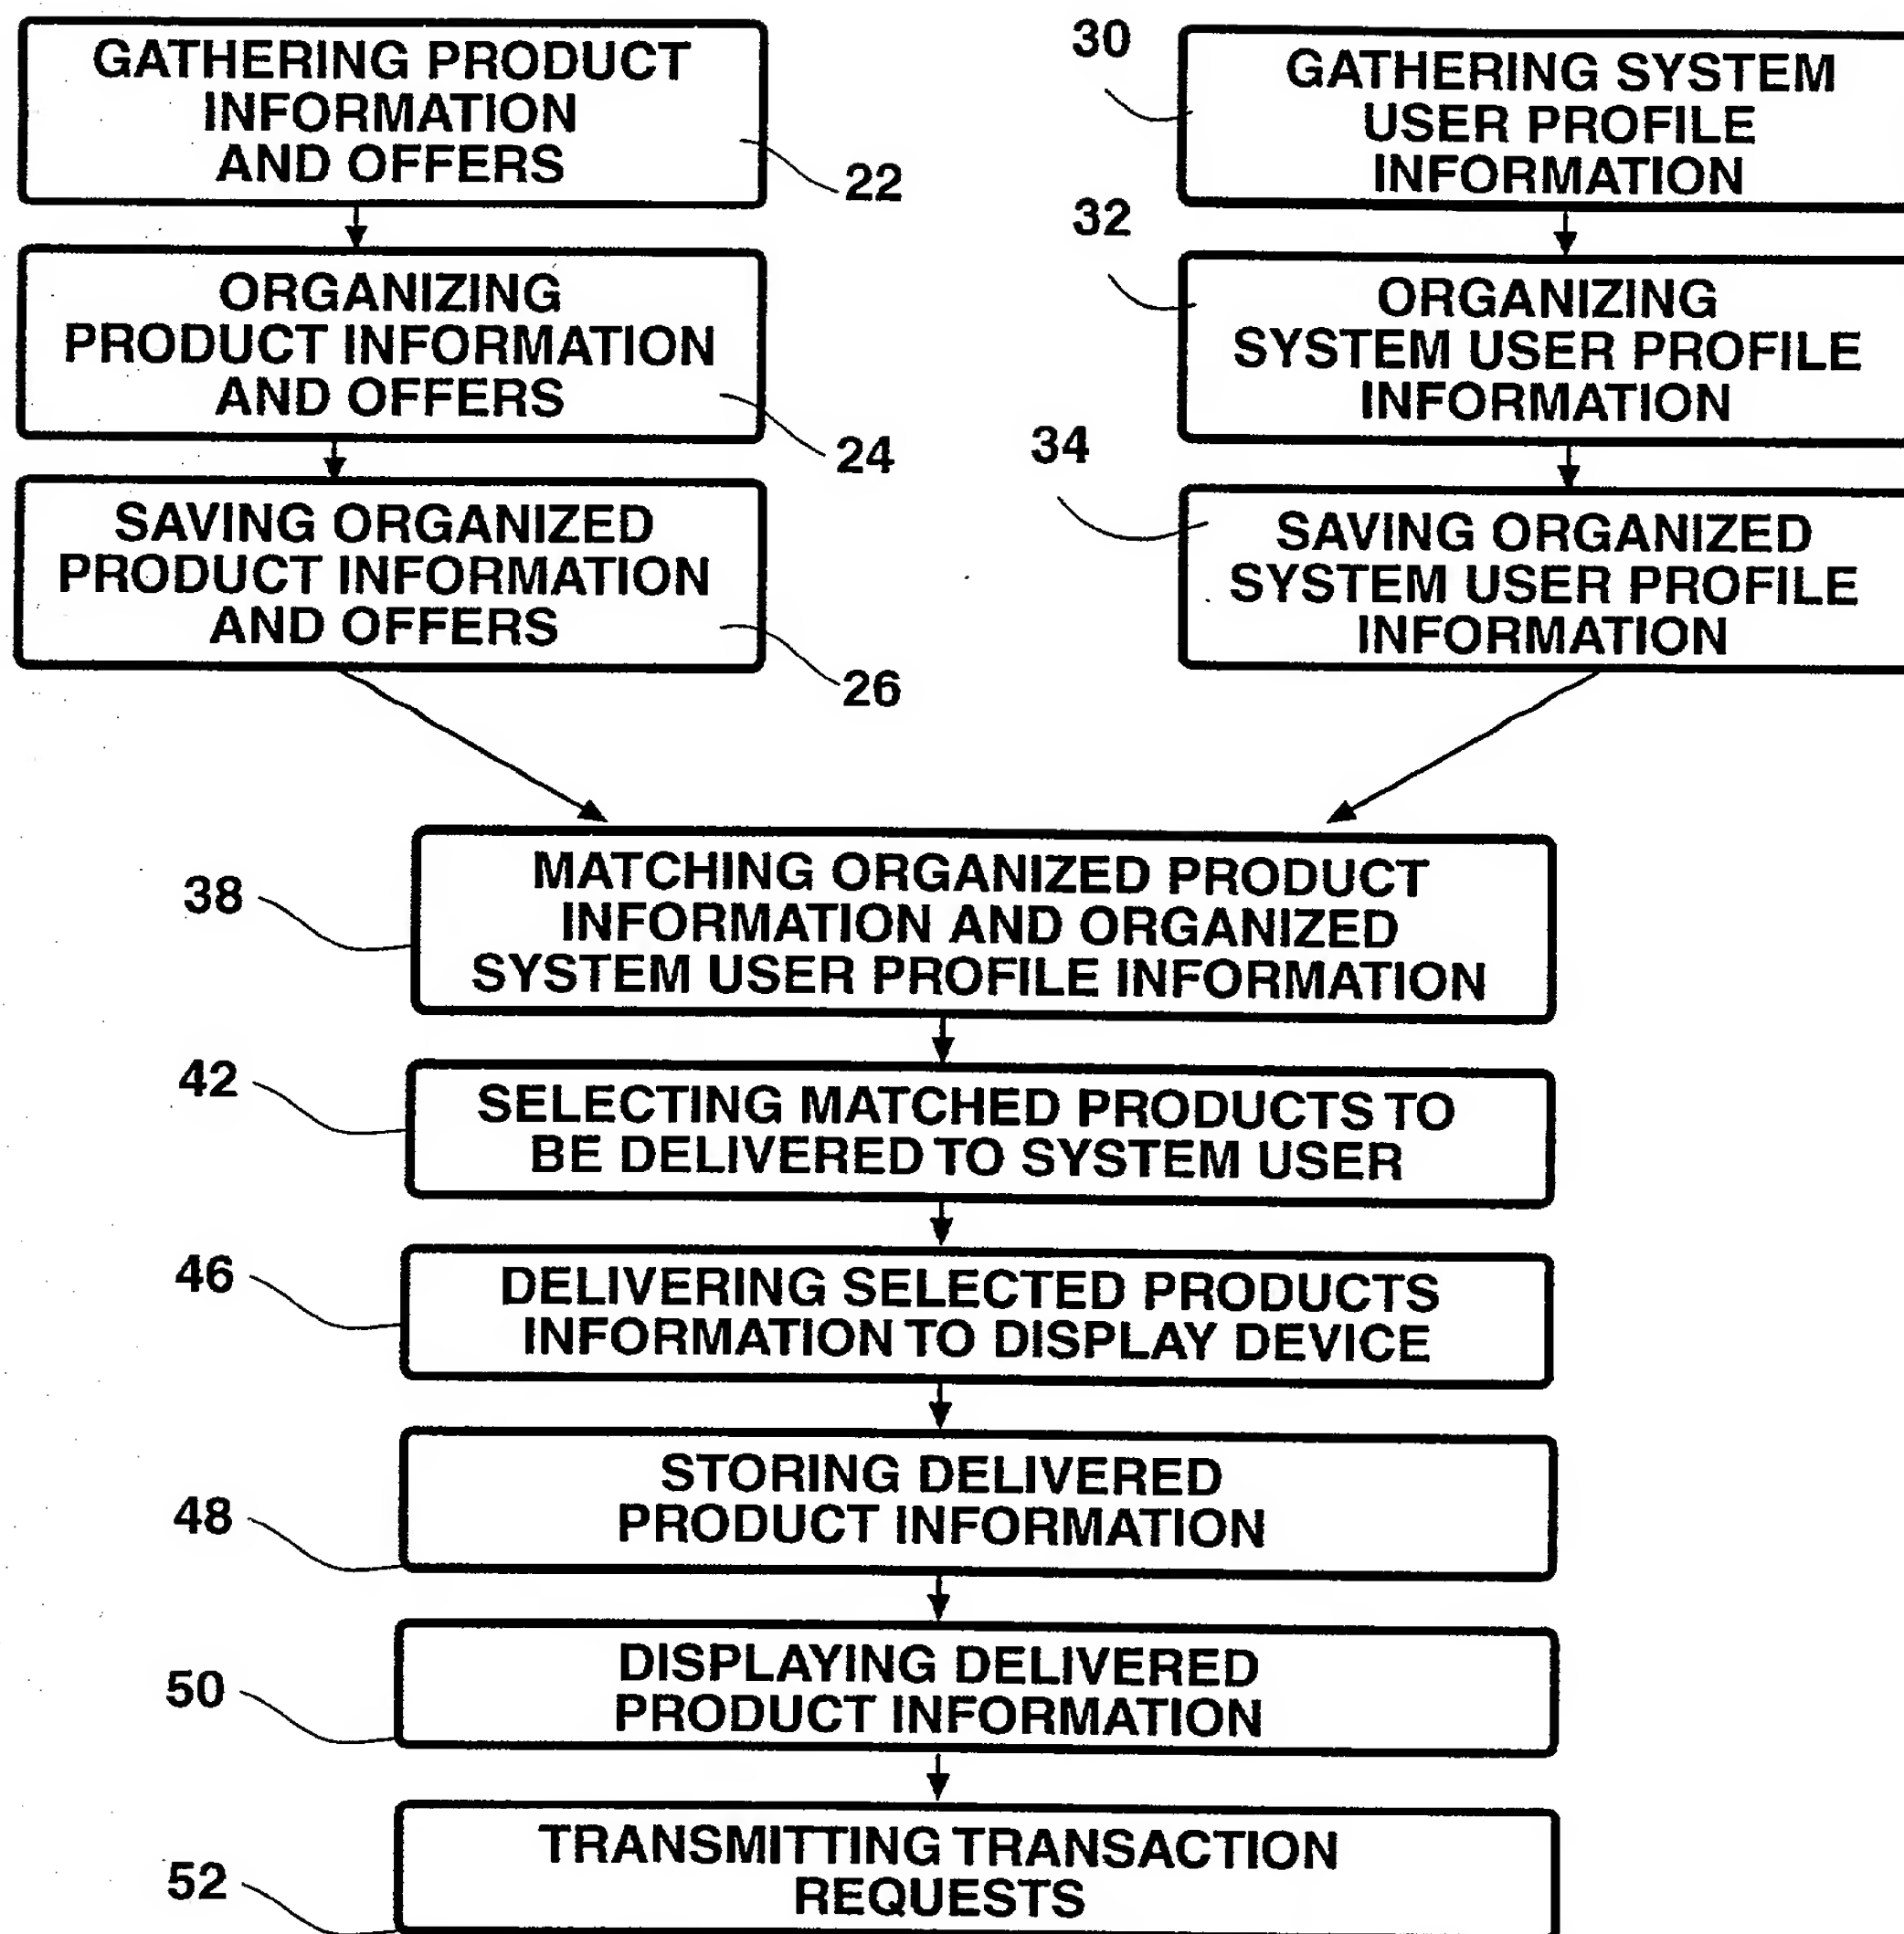 GATHERING PRODUCT
INFORMATION
AND OFFERS
22
ORGANIZING
PRODUCT INFORMATION
AND OFFERS
24
SAVING ORGANIZED
PRODUCT INFORMATION
AND OFFERS
26
30
GATHERING SYSTEM
USER PROFILE
INFORMATION
32
ORGANIZING
SYSTEM USER PROFILE
INFORMATION
34
SAVING ORGANIZED
SYSTEM USER PROFILE
INFORMATION
38
MATCHING ORGANIZED PRODUCT
INFORMATION AND ORGANIZED
SYSTEM USER PROFILE INFORMATION
42
SELECTING MATCHED PRODUCTS TO
BE DELIVERED TO SYSTEM USER
46
DELIVERING SELECTED PRODUCTS
INFORMATION TO DISPLAY DEVICE
48
STORING DELIVERED
PRODUCT INFORMATION
50
DISPLAYING DELIVERED
PRODUCT INFORMATION
52
TRANSMITTING TRANSACTION
REQUESTS